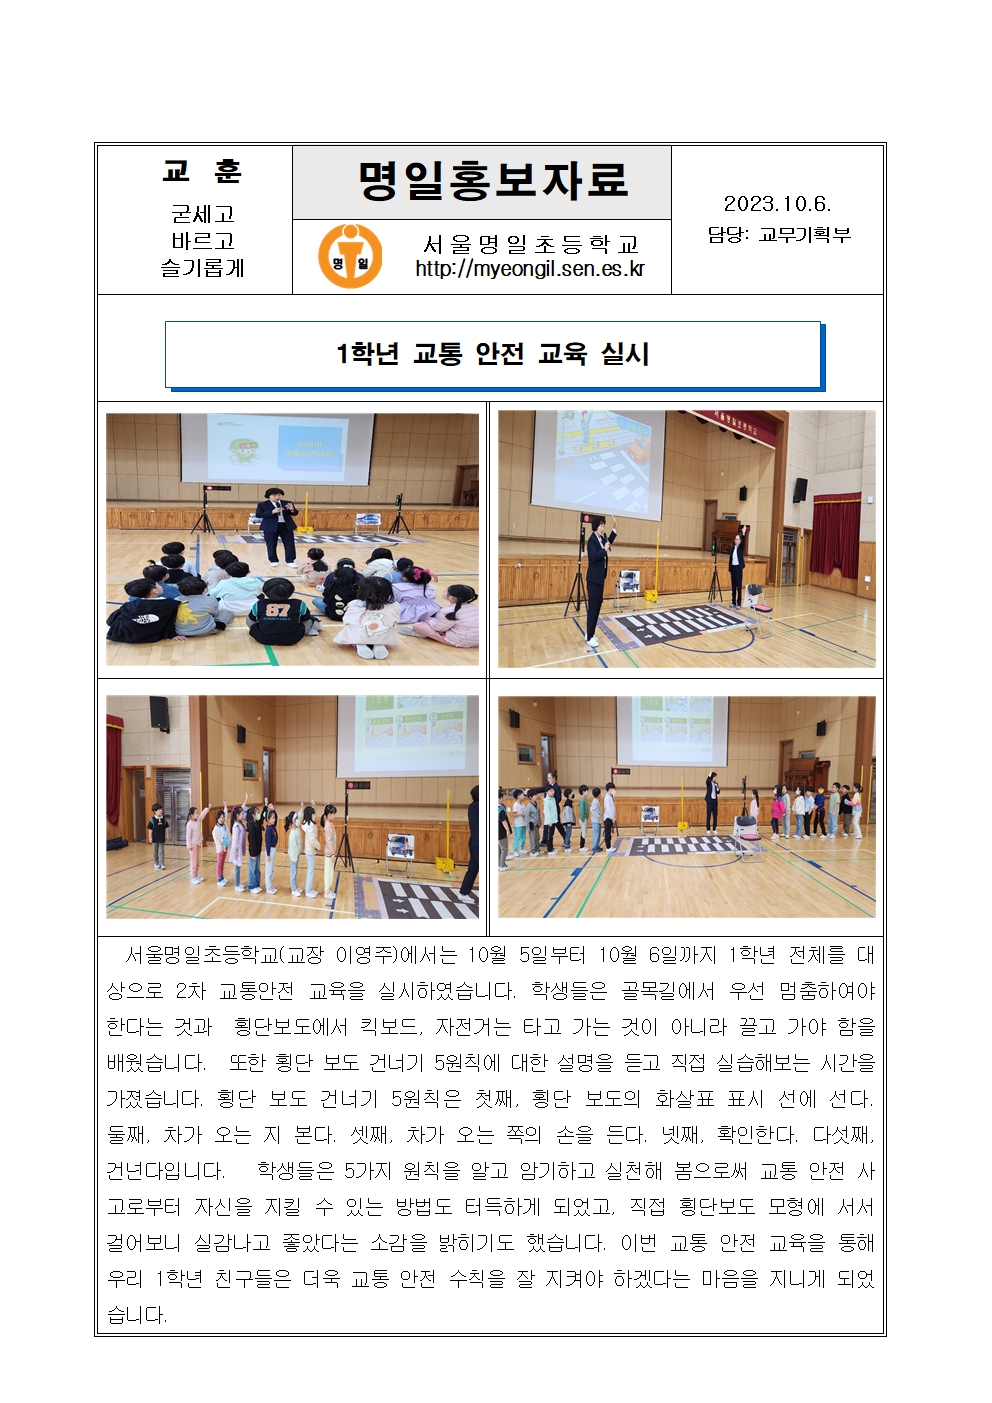 교 훈
굳세고
바르고
슬기롭게
명일홍보자료
명 일
서울명일초등학교
http://myeongil.sen.es.kr
2023.10.6.
담당: 교무기획부
1학년 교통 안전 교육 실시
87
서울명일초등학교
서울명일초등학교(교장 이영주)에서는 10월 5일부터 10월 6일까지 1학년 전체를 대
상으로 2차 교통안전 교육을 실시하였습니다. 학생들은 골목길에서 우선 멈춤하여야
한다는 것과 횡단보도에서 킥보드, 자전거는 타고 가는 것이 아니라 끌고 가야 함을
배웠습니다. 또한 횡단 보도 건너기 5원칙에 대한 설명을 듣고 직접 실습해보는 시간을
가졌습니다. 횡단 보도 건너기 5원칙은 첫째, 횡단 보도의 화살표 표시 선에 선다.
둘째, 차가 오는 지 본다. 셋째, 차가 오는 쪽의 손을 든다. 넷째, 확인한다. 다섯째,
건넌다입니다. 학생들은 5가지 원칙을 알고 암기하고 실천해 봄으로써 교통 안전 사
고로부터 자신을 지킬 수 있는 방법도 터득하게 되었고, 직접 횡단보도 모형에 서서
걸어보니 실감나고 좋았다는 소감을 밝히기도 했습니다. 이번 교통 안전 교육을 통해
우리 1학년 친구들은 더욱 교통 안전 수칙을 잘 지켜야 하겠다는 마음을 지니게 되었
습니다.